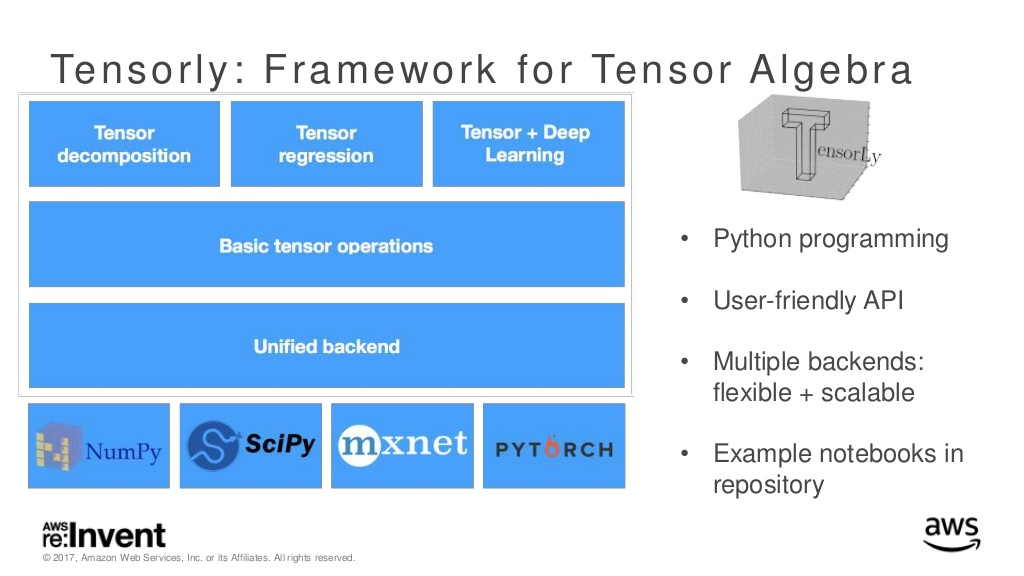 Tensorly: Framework for Tensor Algebra
Tensor
decomposition
Tensor
regression
Tensor + Deep
Learning
Basic tensor operations
Unified backend
NumPy
SciPy
mxnet
PYTORCH
TensorLy
• Python programming
• User-friendly API
• Multiple backends:
flexible + scalable
• Example notebooks in
repository
AWS
re:Invent
© 2017, Amazon Web Services, Inc. or its Affiliates. All rights reserved.
aws